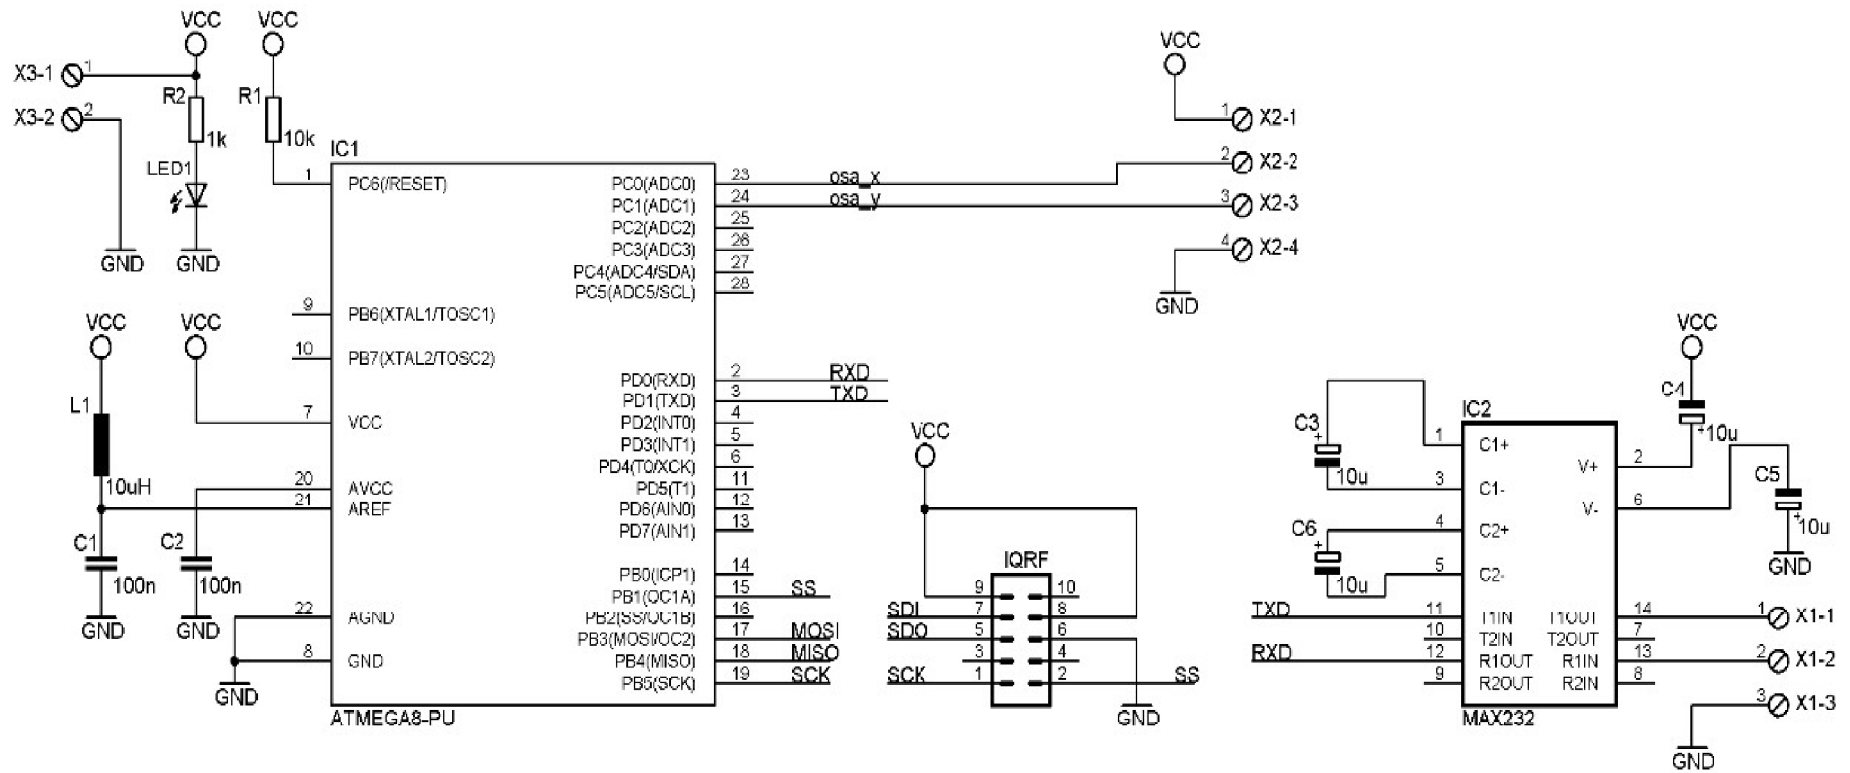 VCC
VCC
X3-1
1
X3-2
2
R2
1k
R1
10k
LED1
GND
GND
IC1
1
PC6(/RESET)
9
PB6(XTAL1/TOSC1)
10
PB7(XTAL2/TOSC2)
VCC
VCC
7
VCC
L1
10uH
20
AVCC
21
AREF
C1
100n
C2
100n
GND
GND
22
AGND
8
GND
GND
ATMEGA8-PU
PC0(ADC0)
23
osa_x
PC1(ADC1)
24
osa_y
PC2(ADC2)
25
PC3(ADC3)
26
PC4(ADC4/SDA)
27
PC5(ADC5/SCL)
28
PD0(RXD)
2
RXD
PD1(TXD)
3
TXD
PD2(INT0)
4
PD3(INT1)
5
PD4(T0/XCK)
6
PD5(T1)
11
PD6(AIN0)
12
PD7(AIN1)
13
PB0(ICP1)
14
PB1(OC1A)
15
SS
PB2(SS/OC1B)
16
PB3(MOSI/OC2)
17
MOSI
PB4(MISO)
18
MISO
PB5(SCK)
19
SCK
VCC
1
X2-1
2
X2-2
3
X2-3
4
X2-4
GND
VCC
IQRF
9
10
SDI
7
8
SDO
5
6
3
4
SCK
1
2
SS
GND
VCC
C4
10u
C3
+
10u
IC2
1
C1+
V+
2
3
C1-
V-
6
C5
10u
GND
C6
+
10u
4
C2+
5
C2-
TXD
11
T1IN
T1OUT
14
1
X1-1
10
T2IN
T2OUT
7
RXD
12
R1OUT
R1IN
13
2
X1-2
9
R2OUT
R2IN
8
MAX232
3
X1-3
GND